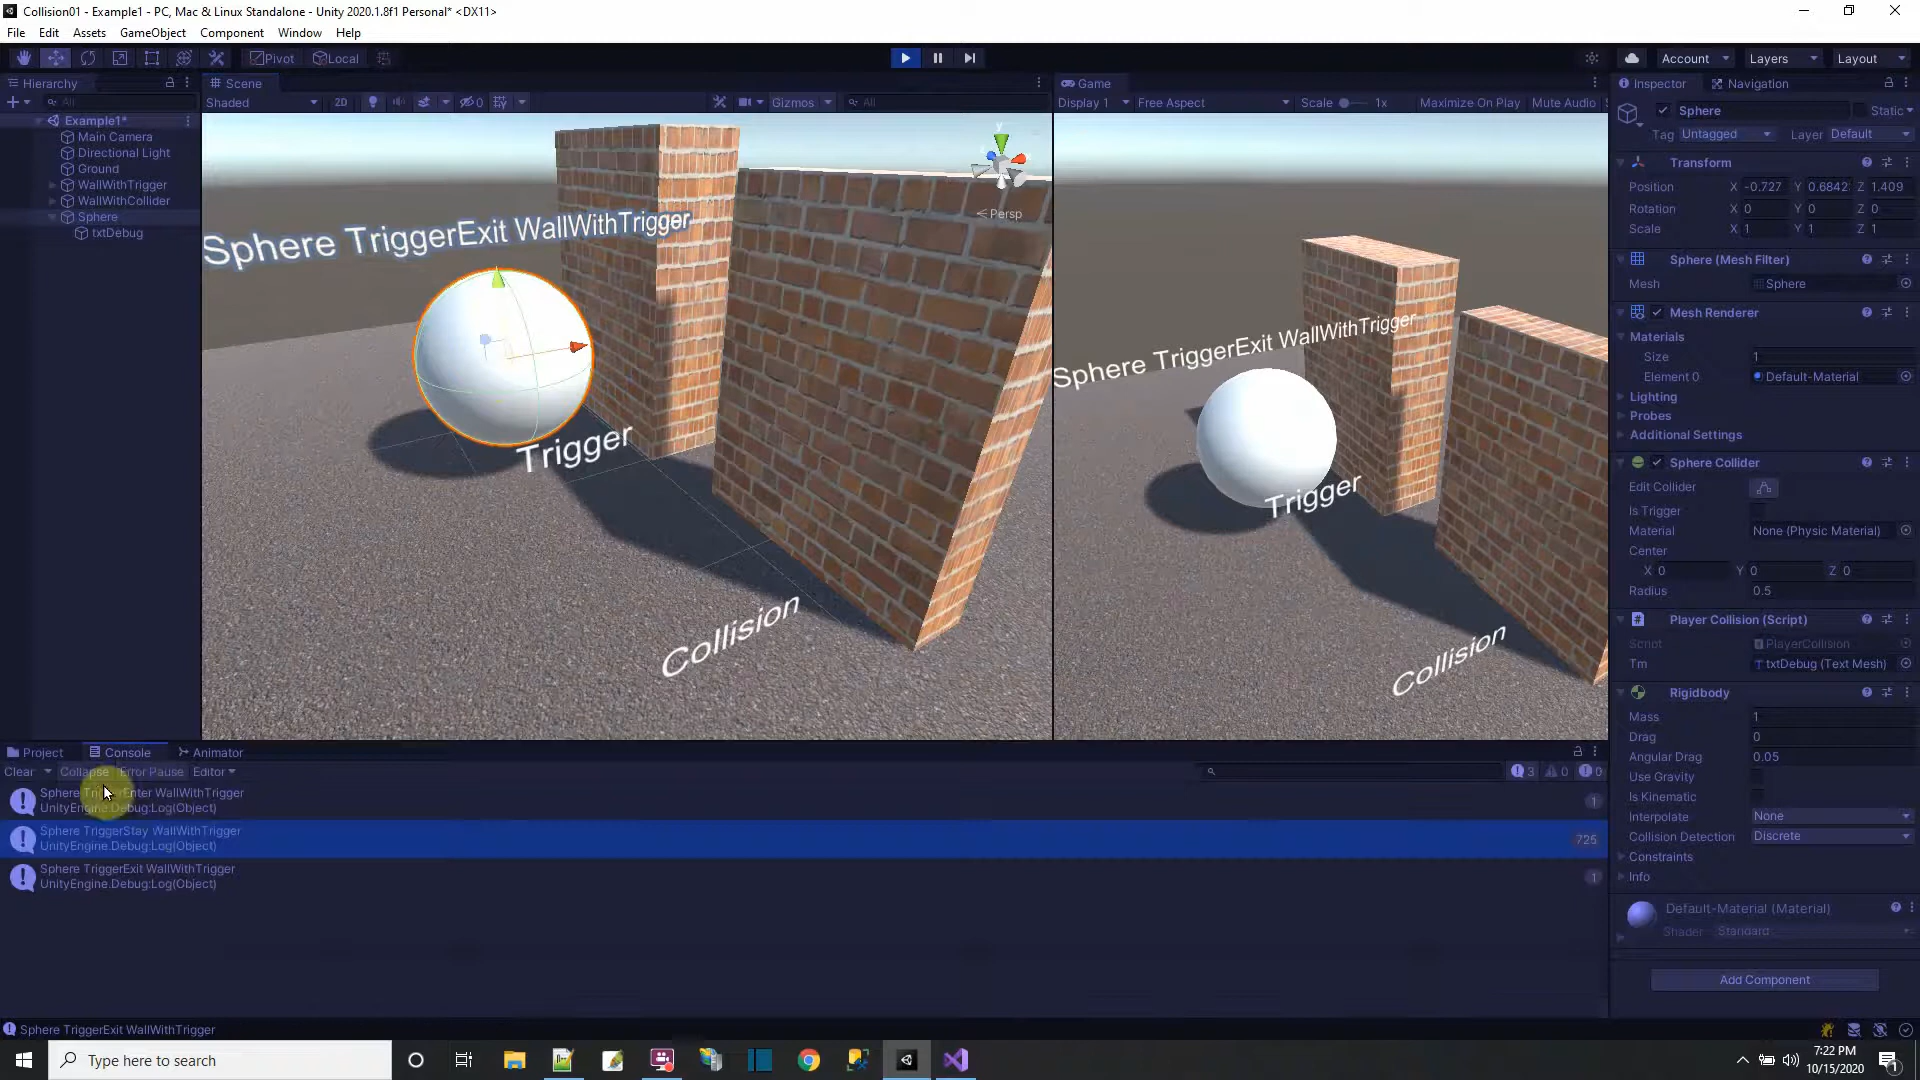 Collision01 - Example1 - PC, Mac & Linux Standalone - Unity 2020.1.8f1 Personal* <DX11>
File Edit Assets GameObject Component Window Help
Pivot Local Account Layers Layout
Hierarchy
All
Example1*
Main Camera
Directional Light
Ground
WallWithTrigger
WallWithCollider
Sphere
txtDebug
Scene
Shaded 2D 0 Gizmos All
Persp
Sphere TriggerExit WallWithTrigger
Trigger
Collision
Game
Display 1 Free Aspect Scale 1x Maximize On Play Mute Audio
Sphere TriggerExit WallWithTrigger
Trigger
Collision
Inspector Navigation
Sphere Static
Tag Untagged Layer Default
Transform
Position X -0.727 Y 0.6842 Z 1.409
Rotation X 0 Y 0 Z 0
Scale X 1 Y 1 Z 1
Sphere (Mesh Filter)
Mesh Sphere
Mesh Renderer
Materials
Size 1
Element 0 Default-Material
Lighting
Probes
Additional Settings
Sphere Collider
Edit Collider
Is Trigger
Material None (Physic Material)
Center
X 0 Y 0 Z 0
Radius 0.5
Player Collision (Script)
Script PlayerCollision
Tm txtDebug (Text Mesh)
Rigidbody
Mass 1
Drag 0
Angular Drag 0.05
Use Gravity
Is Kinematic
Interpolate None
Collision Detection Discrete
Constraints
Info
Default-Material (Material)
Shader Standard
Add Component
Project Console Animator
Clear Collapse Error Pause Editor 3 0 0
Sphere TriggerEnter WallWithTrigger
UnityEngine.Debug:Log(Object)
1
Sphere TriggerStay WallWithTrigger
UnityEngine.Debug:Log(Object)
725
Sphere TriggerExit WallWithTrigger
UnityEngine.Debug:Log(Object)
1
Sphere TriggerExit WallWithTrigger
Type here to search
7:22 PM
10/15/2020
1